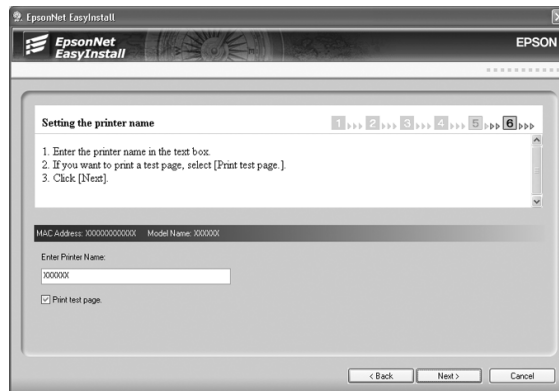 EpsonNet EasyInstall
EpsonNet
EasyInstall
EPSON
Setting the printer name
1 2 3 4 5 6
1. Enter the printer name in the text box.
2. If you want to print a test page, select [Print test page.].
3. Click [Next].
MAC Address: XXXXXXXXXXXX Model Name: XXXXXX
Enter Printer Name:
XXXXXX
Print test page.
< Back
Next >
Cancel